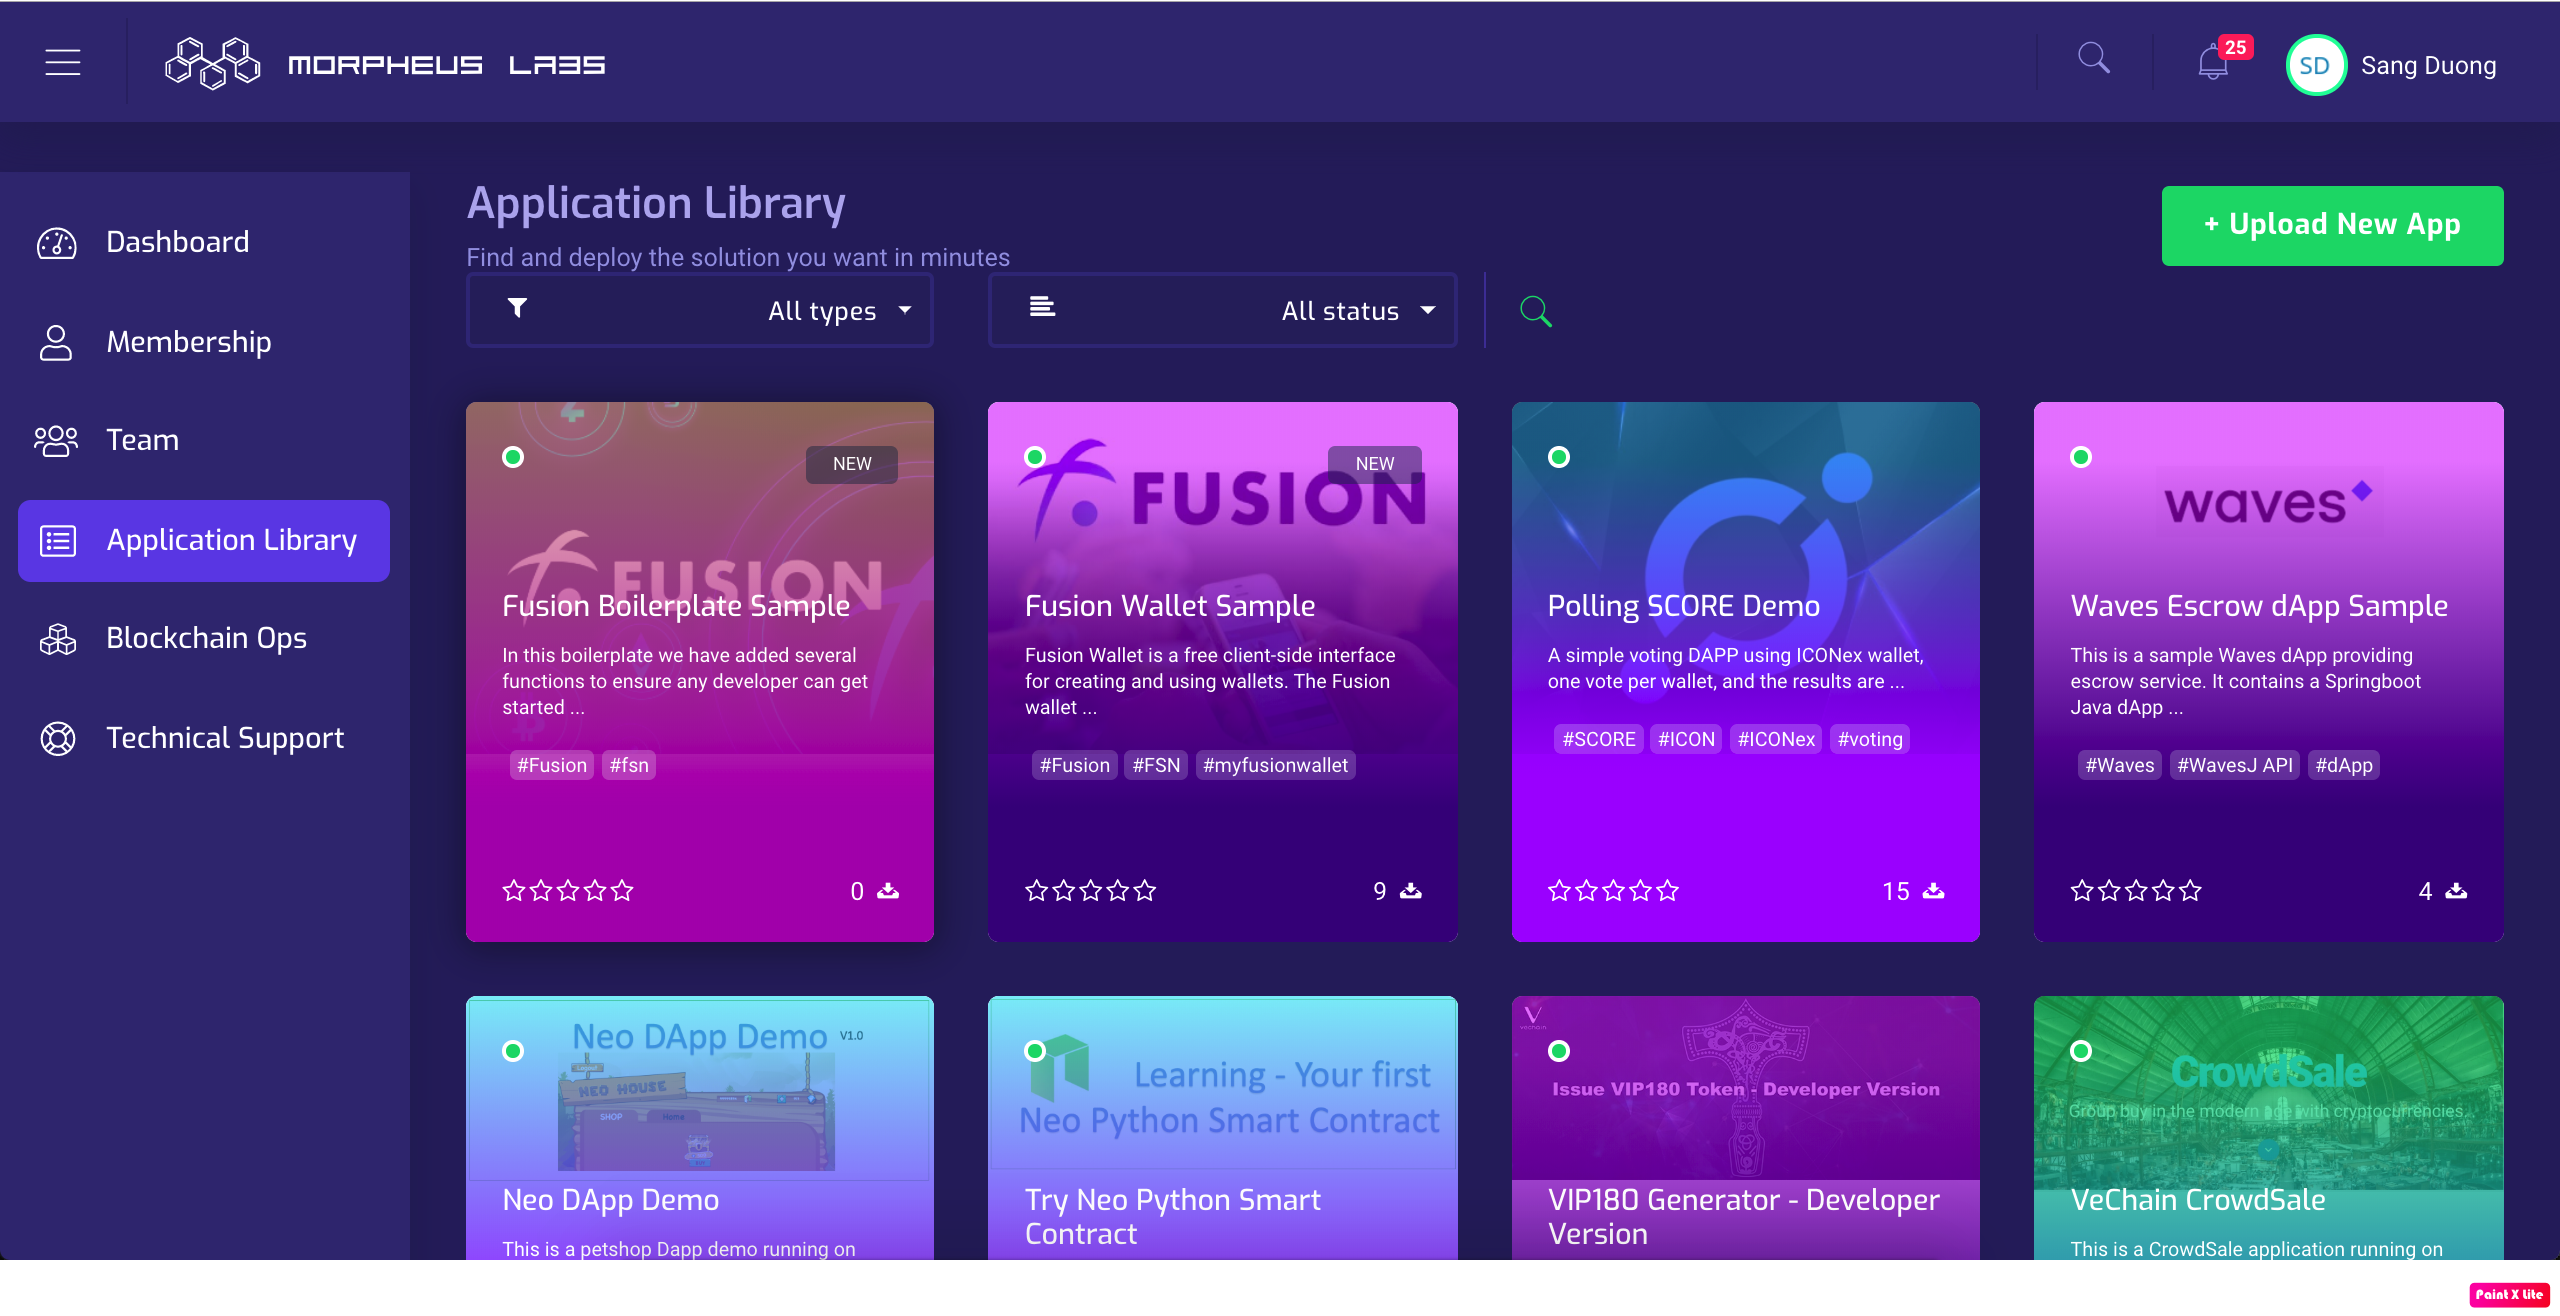 MORPHEUS LABS
25
SD
Sang Duong
Dashboard
Membership
Team
Application Library
Blockchain Ops
Technical Support
Application Library
Find and deploy the solution you want in minutes
+ Upload New App
All types
All status
NEW
FUSION
Fusion Boilerplate Sample
In this boilerplate we have added several
functions to ensure any developer can get
started ...
#Fusion #fsn
0
NEW
FUSION
Fusion Wallet Sample
Fusion Wallet is a free client-side interface
for creating and using wallets. The Fusion
wallet ...
#Fusion #FSN #myfusionwallet
9
Polling SCORE Demo
A simple voting DAPP using ICONex wallet,
one vote per wallet, and the results are ...
#SCORE #ICON #ICONex #voting
15
waves
Waves Escrow dApp Sample
This is a sample Waves dApp providing
escrow service. It contains a Springboot
Java dApp ...
#Waves #WavesJ API #dApp
4
Neo DApp Demo V1.0
NEO HOUSE
SHOP Home
Neo DApp Demo
This is a petshop Dapp demo running on
Learning - Your first
Neo Python Smart Contract
Try Neo Python Smart
Contract
vechain
Issue VIP180 Token - Developer Version
VIP180 Generator - Developer
Version
CrowdSale
Group buy in the modern age with cryptocurrencies...
VeChain CrowdSale
This is a CrowdSale application running on
Paint X Lite